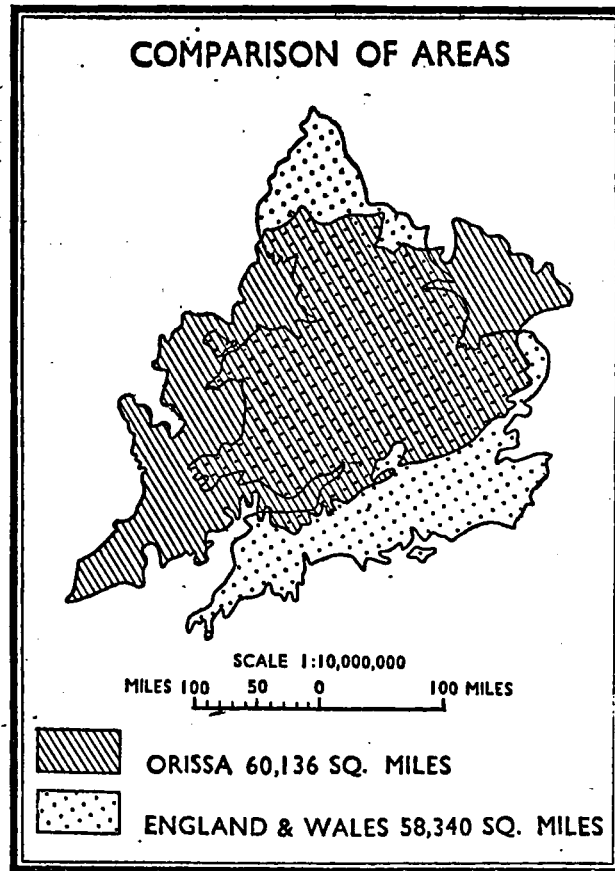 COMPARISON OF AREAS
SCALE 1:10,000,000
MILES 100 50 0 100 MILES
ORISSA 60,136 SQ. MILES
ENGLAND & WALES 58,340 SQ. MILES